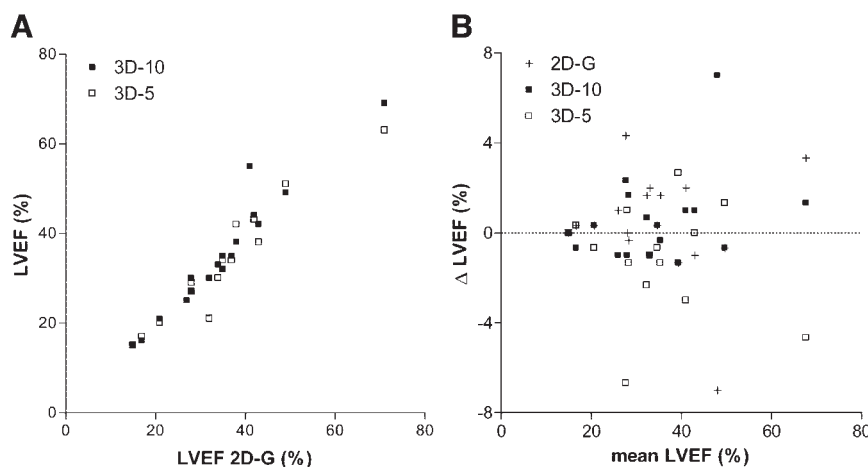 A
LVEF (%)
80
60
40
20
0
3D-10
3D-5
0 20 40 60 80
LVEF 2D-G (%)
B
Δ LVEF (%)
8
4
0
-4
-8
2D-G
3D-10
3D-5
0 20 40 60 80
mean LVEF (%)